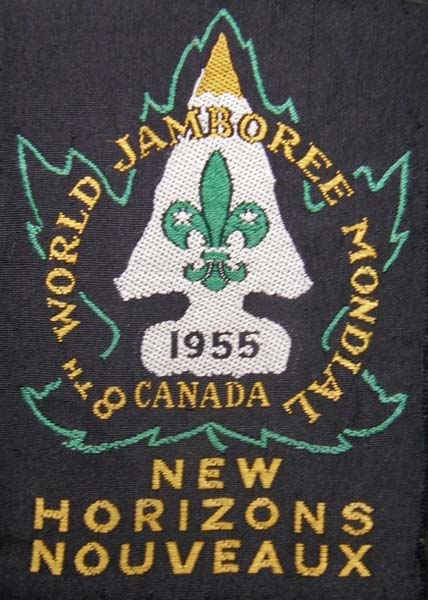 8TH WORLD JAMBOREE MONDIAL
1955
CANADA
NEW
HORIZONS
NOUVEAUX